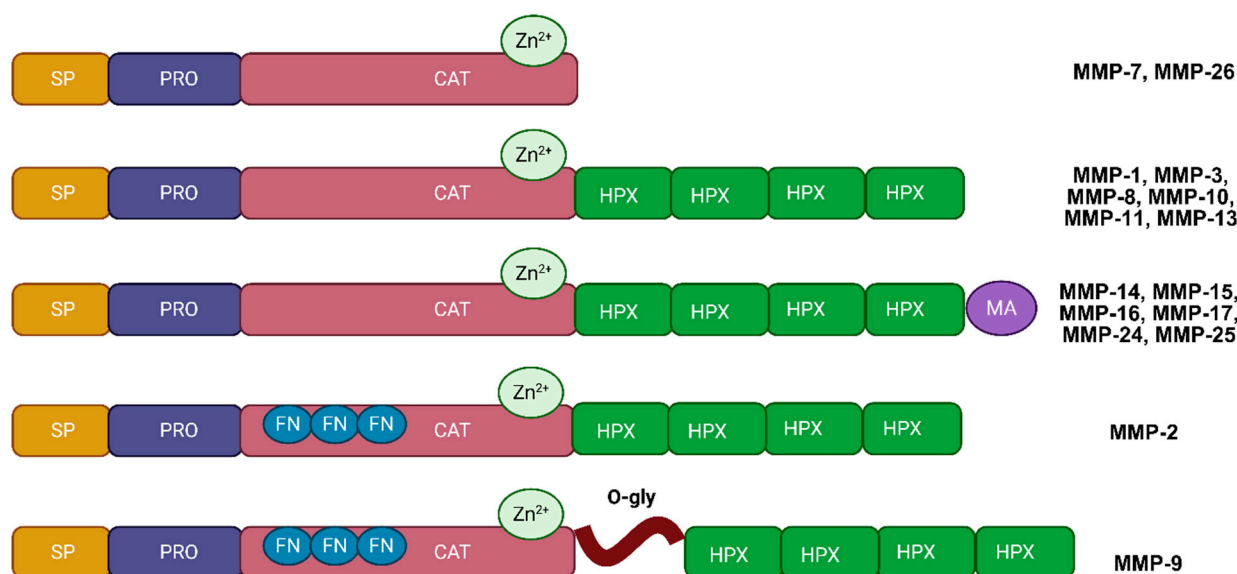 Zn²⁺
SP PRO CAT
MMP-7, MMP-26
Zn²⁺
SP PRO CAT HPX HPX HPX HPX
MMP-1, MMP-3,
MMP-8, MMP-10,
MMP-11, MMP-13
Zn²⁺
SP PRO CAT HPX HPX HPX HPX MA
MMP-14, MMP-15,
MMP-16, MMP-17,
MMP-24, MMP-25
Zn²⁺
SP PRO FN FN FN CAT HPX HPX HPX HPX
MMP-2
Zn²⁺ O-gly
SP PRO FN FN FN CAT HPX HPX HPX HPX
MMP-9